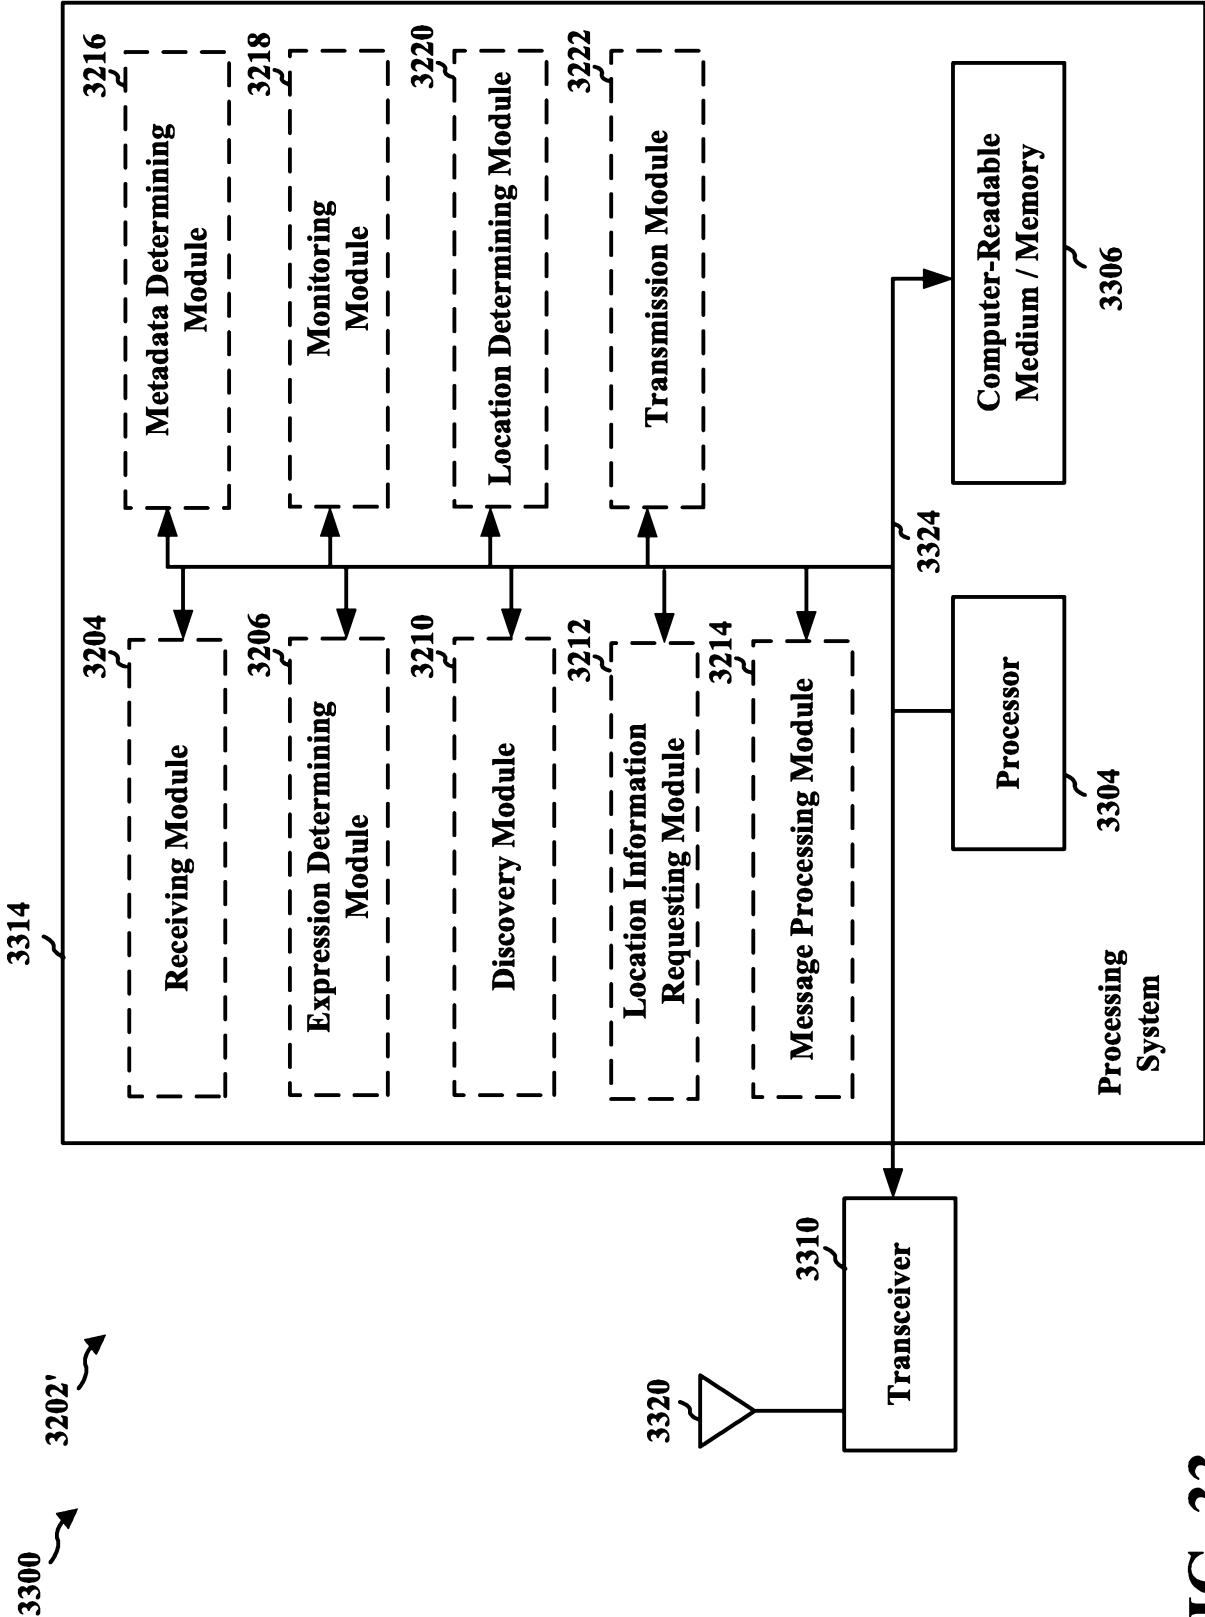 3300
3202'
3314
3204
Receiving Module
3216
Metadata Determining
Module
3206
Expression Determining
Module
3218
Monitoring
Module
3210
Discovery Module
3220
Location Determining Module
3212
Location Information
Requesting Module
3222
Transmission Module
3214
Message Processing Module
3320
3310
Transceiver
3324
Processor
3304
Computer-Readable
Medium / Memory
3306
Processing
System